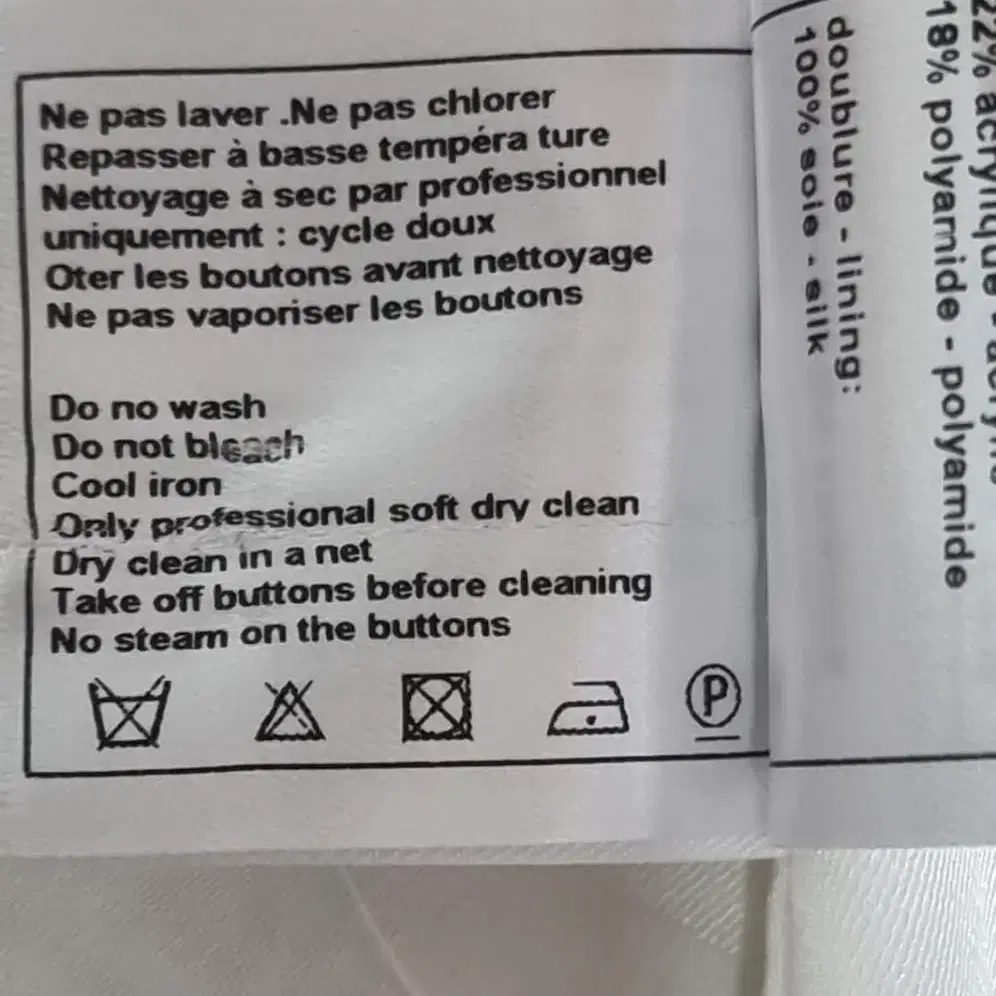 Ne pas laver .Ne pas chlorer
Repasser à basse tempéra ture
Nettoyage à sec par professionnel
uniquement : cycle doux
Oter les boutons avant nettoyage
Ne pas vaporiser les boutons
Do no wash
Do not bleach
Cool iron
Only professional soft dry clean
Dry clean in a net
Take off buttons before cleaning
No steam on the buttons
P
22% acrylique - acrylic
18% polyamide - polyamide
doublure - lining:
100% soie - silk